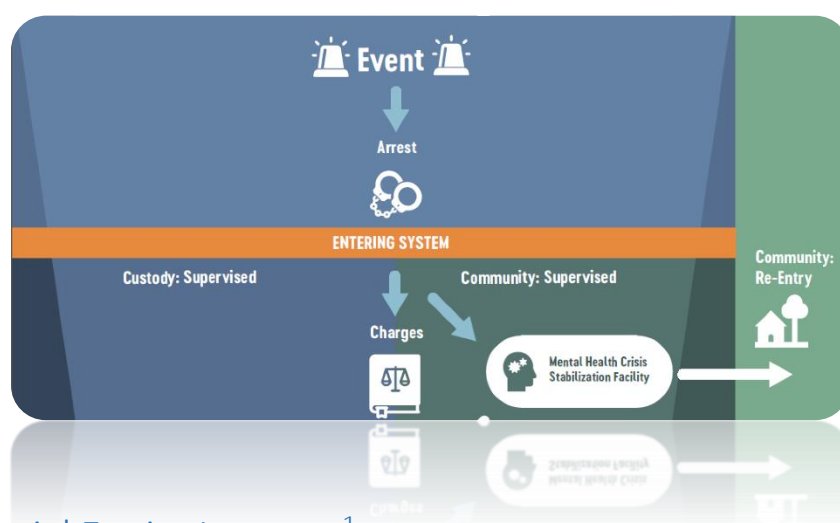 Event
Arrest
ENTERING SYSTEM
Custody: Supervised
Community: Supervised
Community:
Re-Entry
Charges
Mental Health Crisis
Stabilization Facility